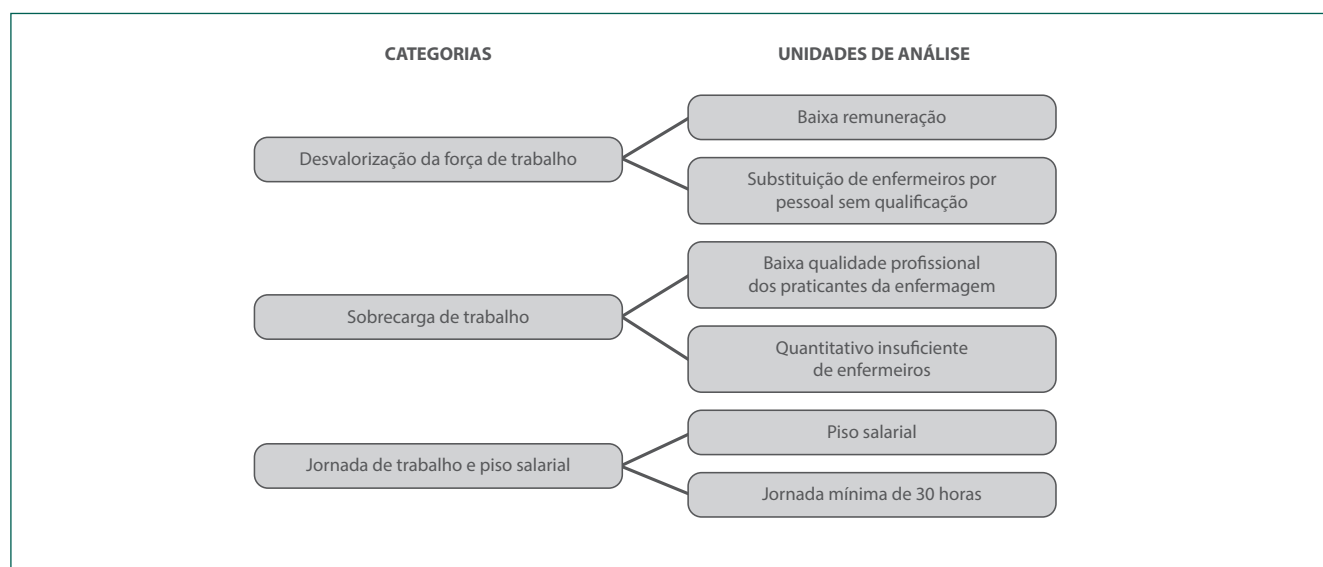 CATEGORIAS
UNIDADES DE ANÁLISE
Desvalorização da força de trabalho
Baixa remuneração
Substituição de enfermeiros por
pessoal sem qualificação
Sobrecarga de trabalho
Baixa qualidade profissional
dos praticantes da enfermagem
Quantitativo insuficiente
de enfermeiros
Jornada de trabalho e piso salarial
Piso salarial
Jornada mínima de 30 horas